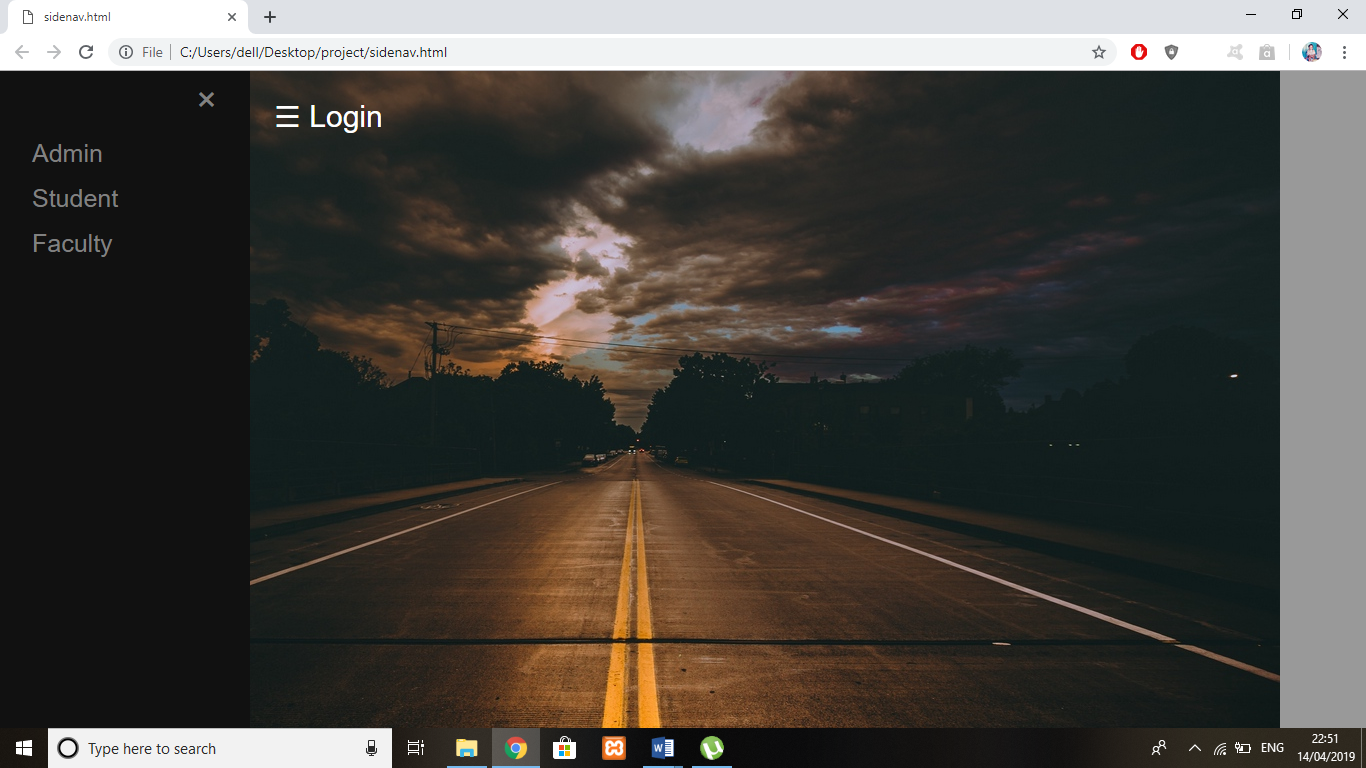 sidenav.html
File
C:/Users/dell/Desktop/project/sidenav.html
☰ Login
Admin
Student
Faculty
Type here to search
ENG
22:51
14/04/2019